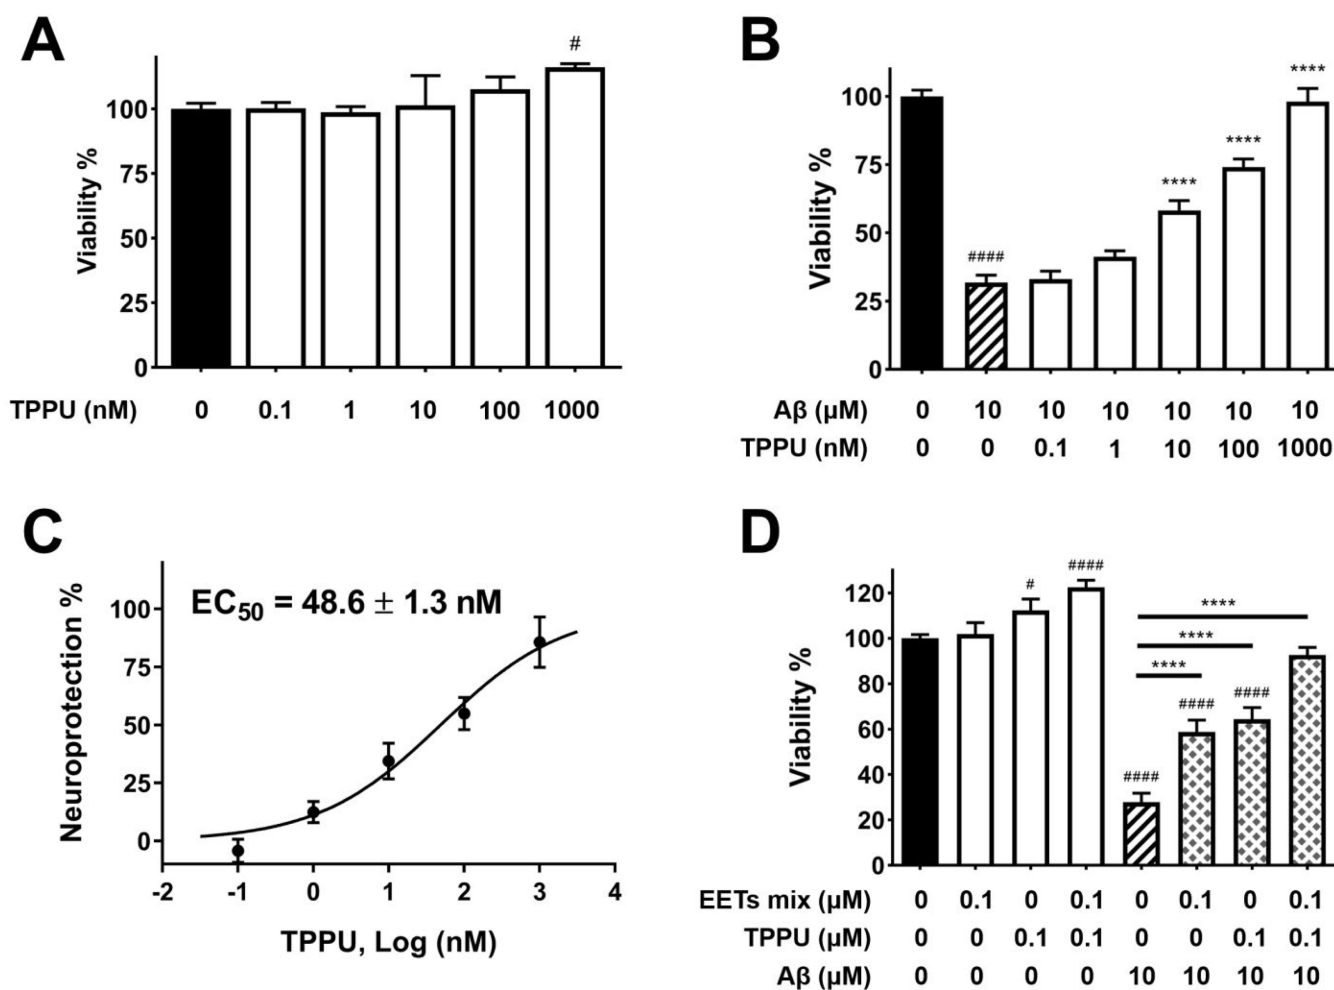 A
#
Viability %
100
75
50
25
0
TPPU (nM) 0 0.1 1 10 100 1000
B
****
****
****
####
Viability %
100
75
50
25
0
Aβ (µM) 0 10 10 10 10 10 10
TPPU (nM) 0 0 0.1 1 10 100 1000
C
EC50 = 48.6 ± 1.3 nM
Neuroprotection %
100
75
50
25
0
-2 -1 0 1 2 3 4
TPPU, Log (nM)
D
####
#
****
****
****
####
####
####
Viability %
120
100
80
60
40
20
0
EETs mix (µM) 0 0.1 0 0.1 0 0.1 0 0.1
TPPU (µM) 0 0 0.1 0.1 0 0 0.1 0.1
Aβ (µM) 0 0 0 0 10 10 10 10